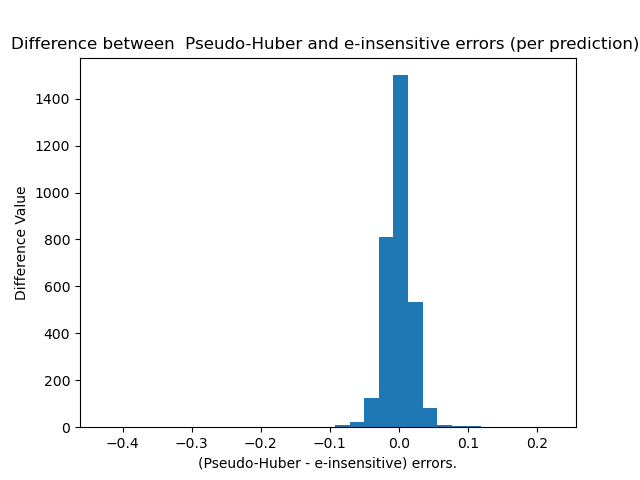 Difference between  Pseudo-Huber and e-insensitive errors (per prediction)
Difference Value
1400
1200
1000
800
600
400
200
0
−0.4 −0.3 −0.2 −0.1 0.0 0.1 0.2
(Pseudo-Huber - e-insensitive) errors.